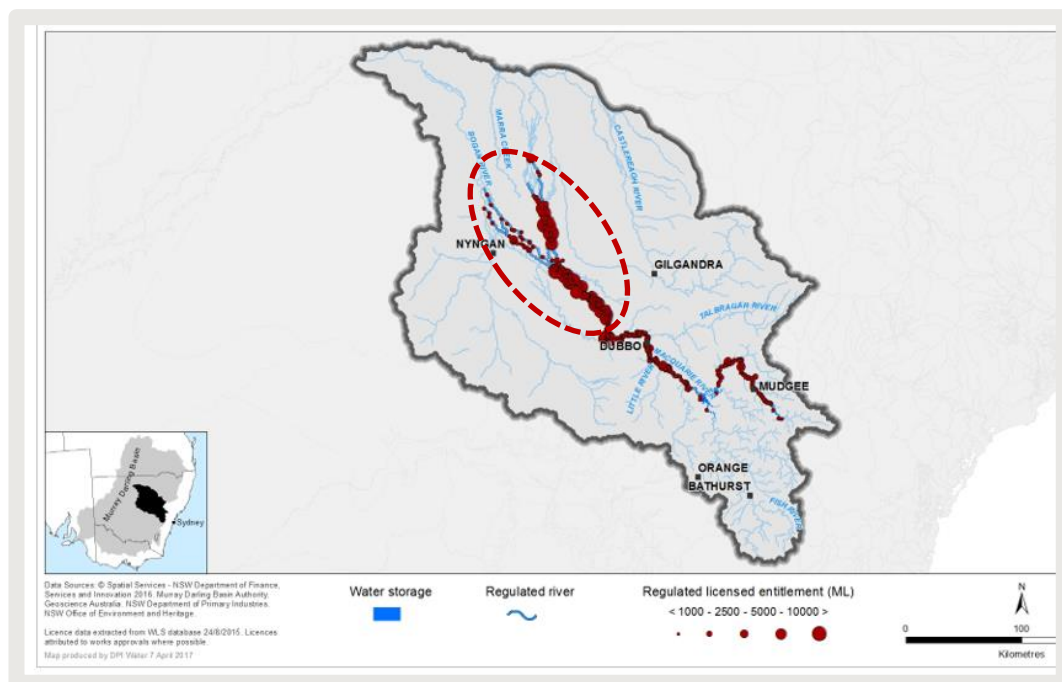 BOGAN RIVER
MARRA CREEK
CASTLEREAGH RIVER
NYNGAN
GILGANDRA
TALBRAGAR RIVER
DUBBO
MACQUARIE RIVER
LITTLE RIVER
MUDGEE
ORANGE
BATHURST
FISH RIVER
Murray Darling Basin
Sydney
Data Sources: © Spatial Services - NSW Department of Finance,
Services and Innovation 2016. Murray Darling Basin Authority.
Geoscience Australia. NSW Department of Primary Industries.
NSW Office of Environment and Heritage.
Licence data extracted from WLS database 24/8/2015. Licences
attributed to works approvals where possible.
Map produced by DPI Water 7 April 2017
Water storage
Regulated river
Regulated licensed entitlement (ML)
< 1000 - 2500 - 5000 - 10000 >
N
0 100
Kilometres